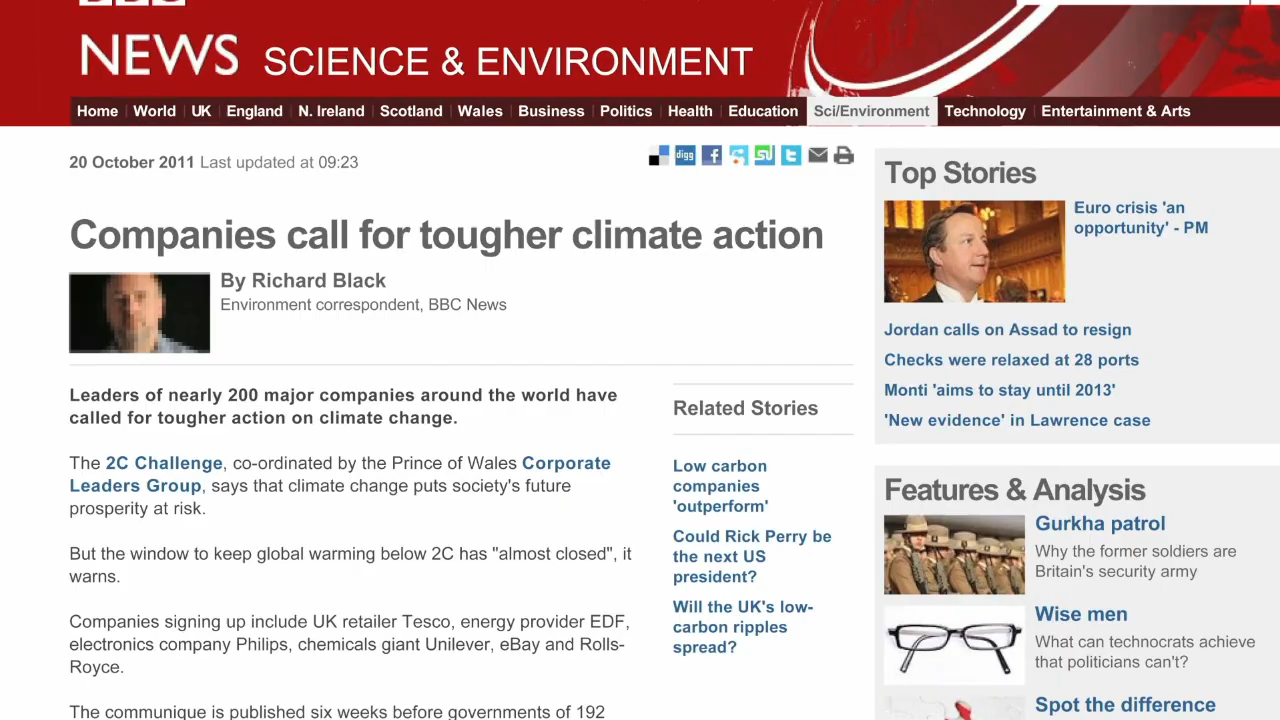 BBC
NEWS SCIENCE & ENVIRONMENT
Home World UK England N. Ireland Scotland Wales Business Politics Health Education Sci/Environment Technology Entertainment & Arts
20 October 2011 Last updated at 09:23
digg
Companies call for tougher climate action
By Richard Black
Environment correspondent, BBC News
Leaders of nearly 200 major companies around the world have
called for tougher action on climate change.
The 2C Challenge, co-ordinated by the Prince of Wales Corporate
Leaders Group, says that climate change puts society's future
prosperity at risk.
But the window to keep global warming below 2C has "almost closed", it
warns.
Companies signing up include UK retailer Tesco, energy provider EDF,
electronics company Philips, chemicals giant Unilever, eBay and Rolls-
Royce.
The communique is published six weeks before governments of 192
Related Stories
Low carbon
companies
'outperform'
Could Rick Perry be
the next US
president?
Will the UK's low-
carbon ripples
spread?
Top Stories
Euro crisis 'an
opportunity' - PM
Jordan calls on Assad to resign
Checks were relaxed at 28 ports
Monti 'aims to stay until 2013'
'New evidence' in Lawrence case
Features & Analysis
Gurkha patrol
Why the former soldiers are
Britain's security army
Wise men
What can technocrats achieve
that politicians can't?
Spot the difference